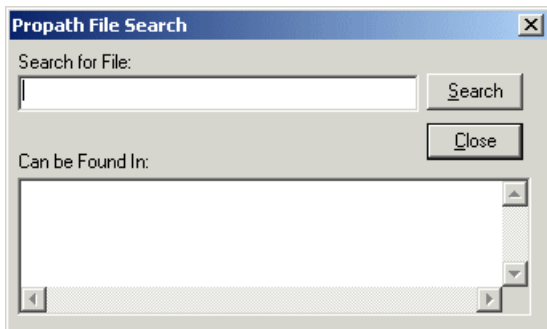 Propath File Search
Search for File:
Search
Close
Can be Found In: